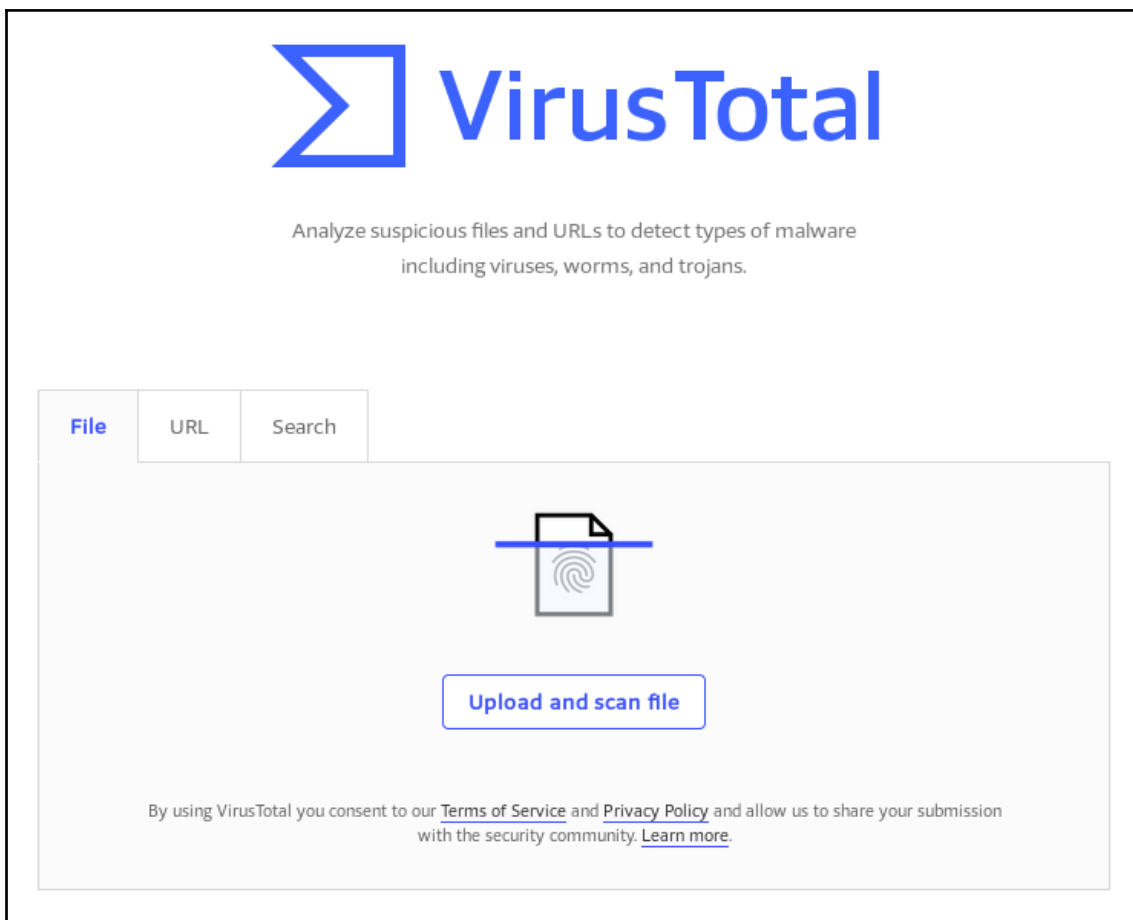 VirusTotal
Analyze suspicious files and URLs to detect types of malware
including viruses, worms, and trojans.
File URL Search
Upload and scan file
By using VirusTotal you consent to our Terms of Service and Privacy Policy and allow us to share your submission
with the security community. Learn more.